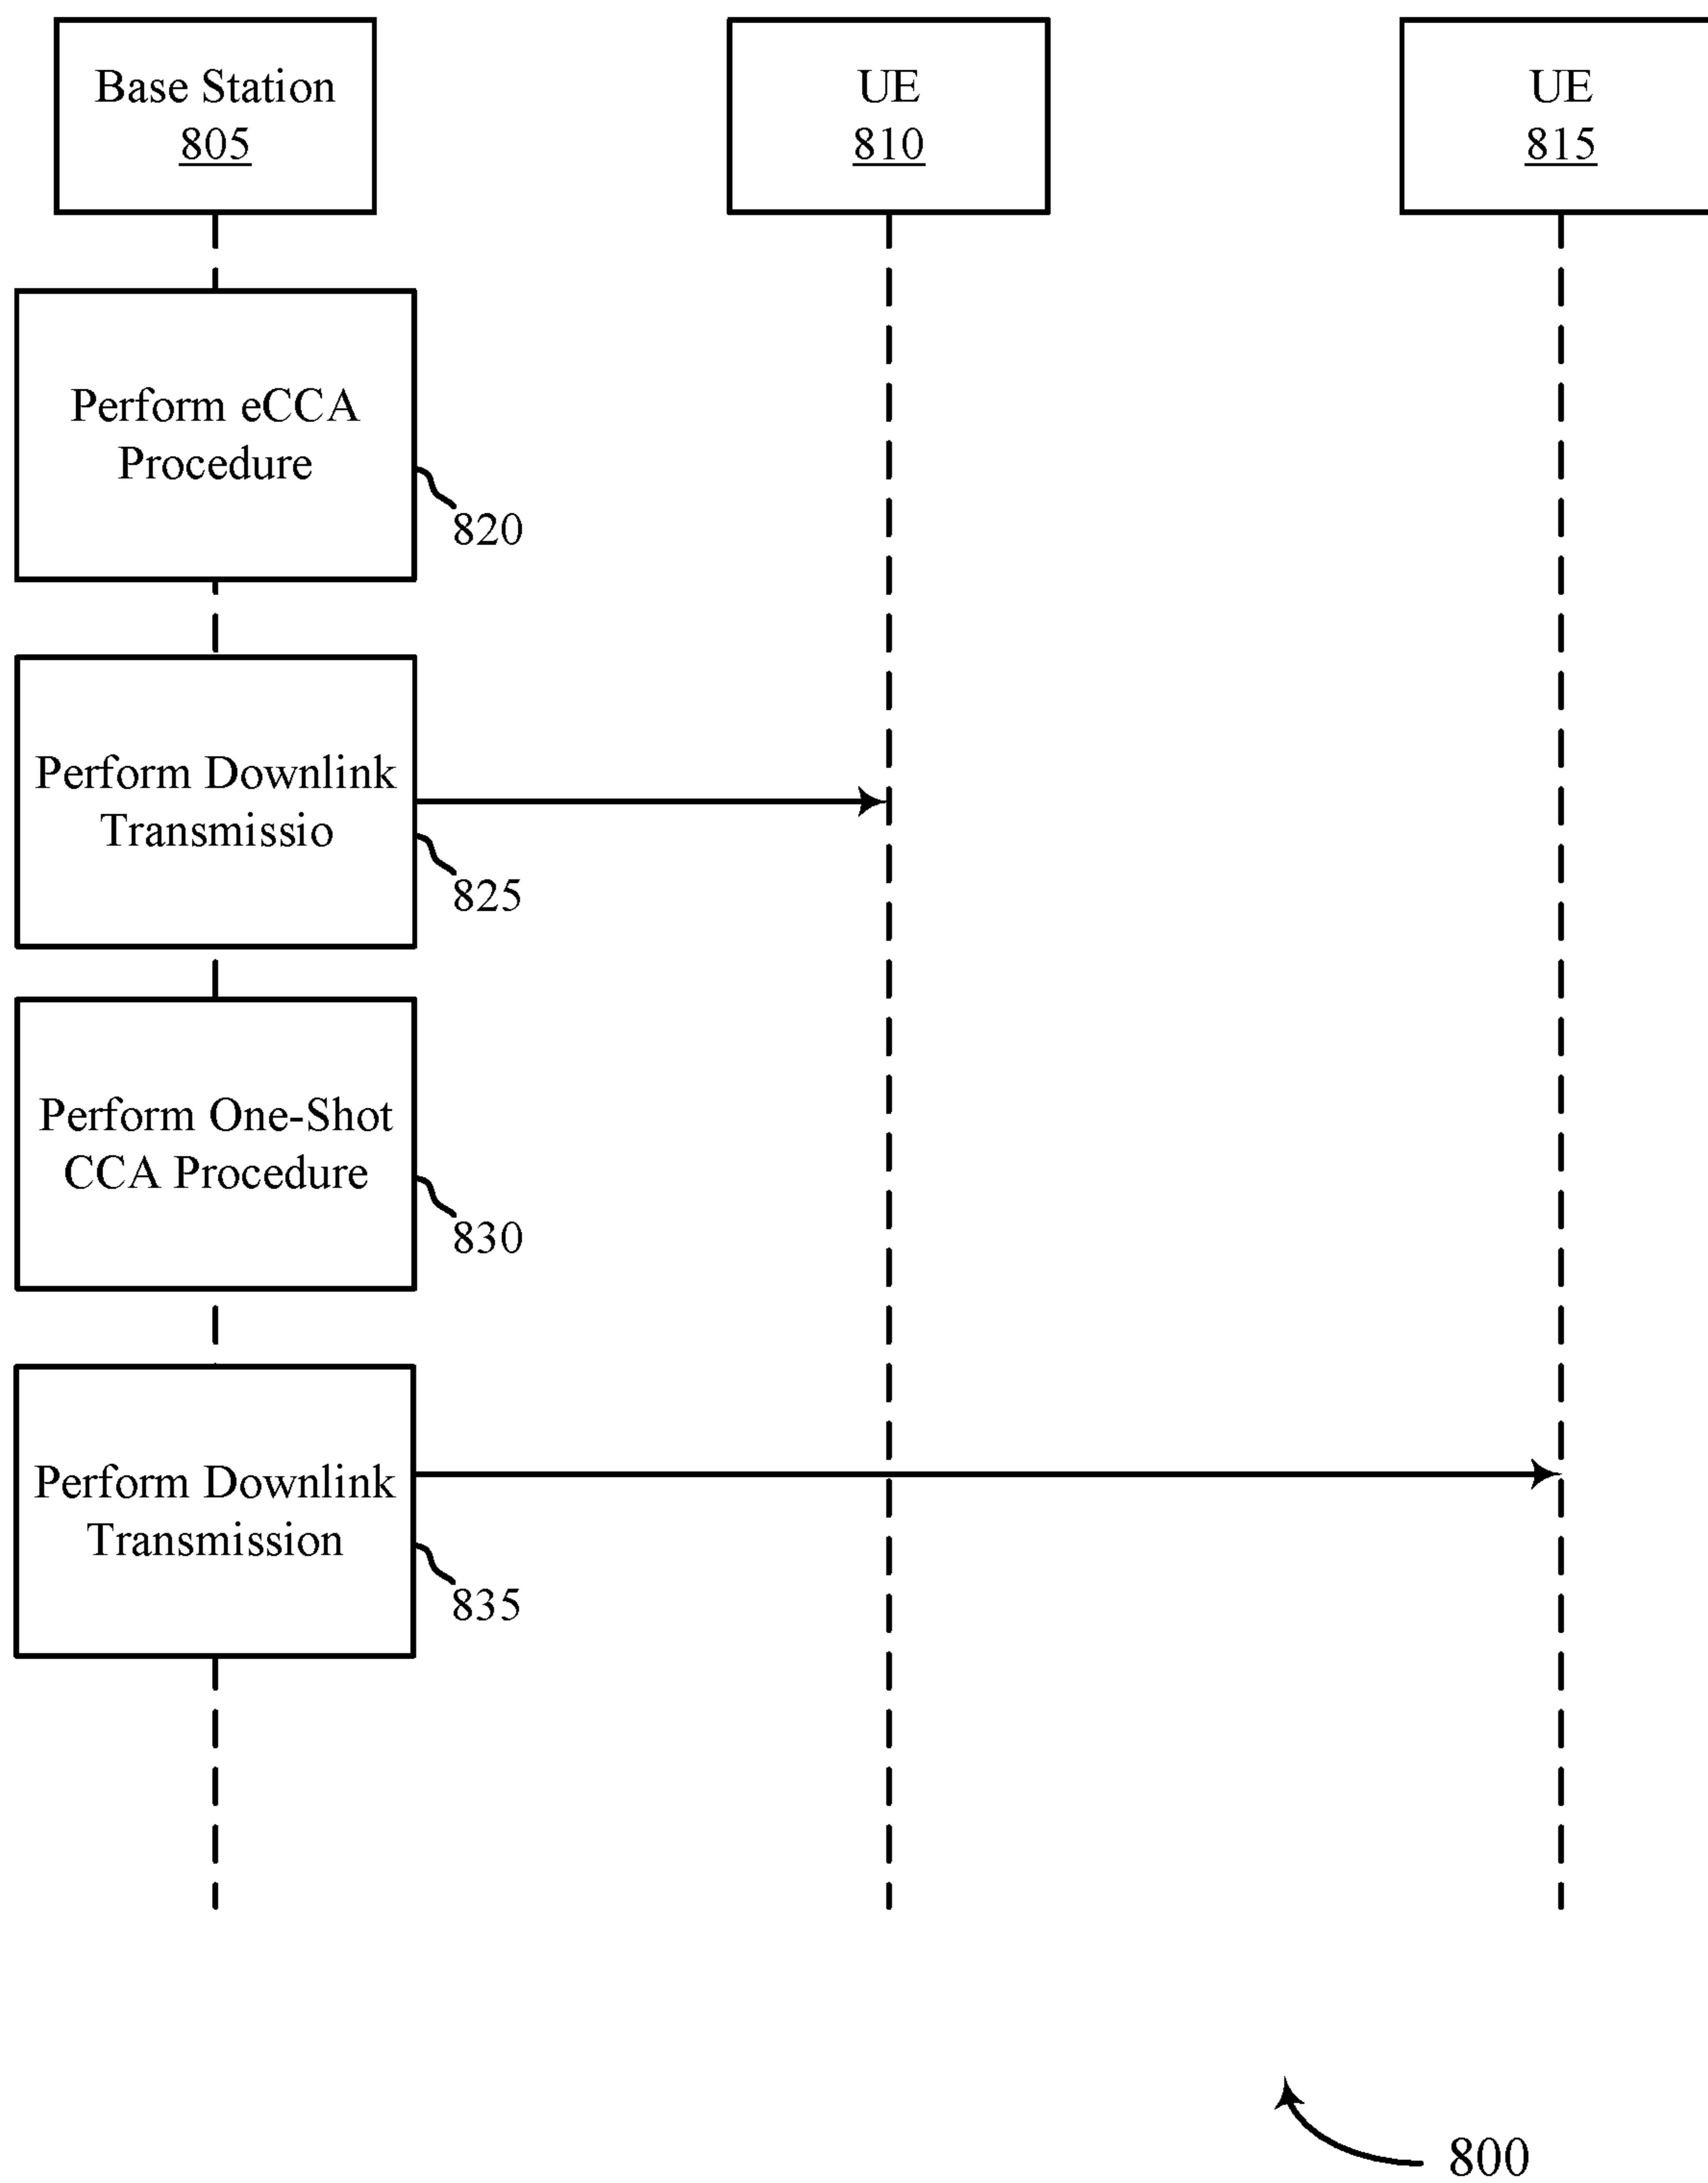 Base Station
805
UE
810
UE
815
Perform eCCA
Procedure
820
Perform Downlink
Transmissio
825
Perform One-Shot
CCA Procedure
830
Perform Downlink
Transmission
835
800